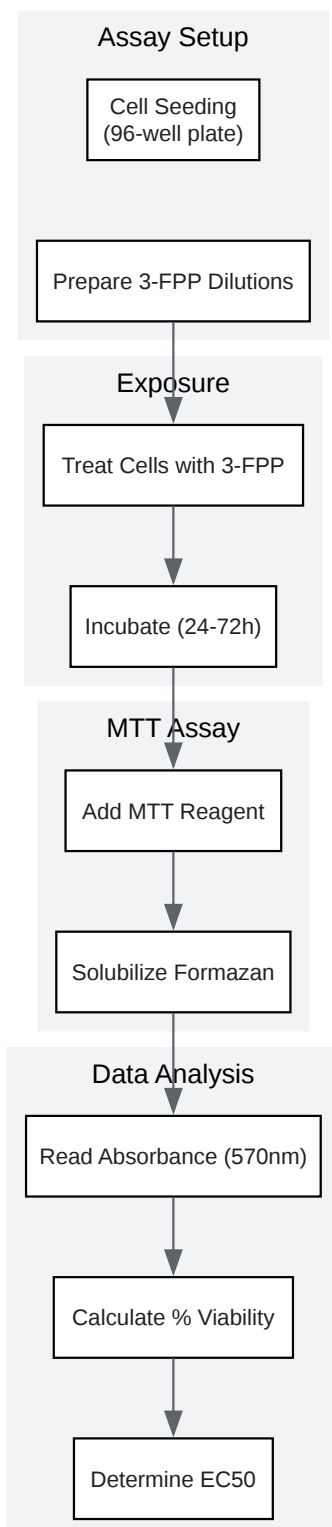 Assay Setup
Cell Seeding
(96-well plate)
Prepare 3-FPP Dilutions
Exposure
Treat Cells with 3-FPP
Incubate (24-72h)
MTT Assay
Add MTT Reagent
Solubilize Formazan
Data Analysis
Read Absorbance (570nm)
Calculate % Viability
Determine EC50